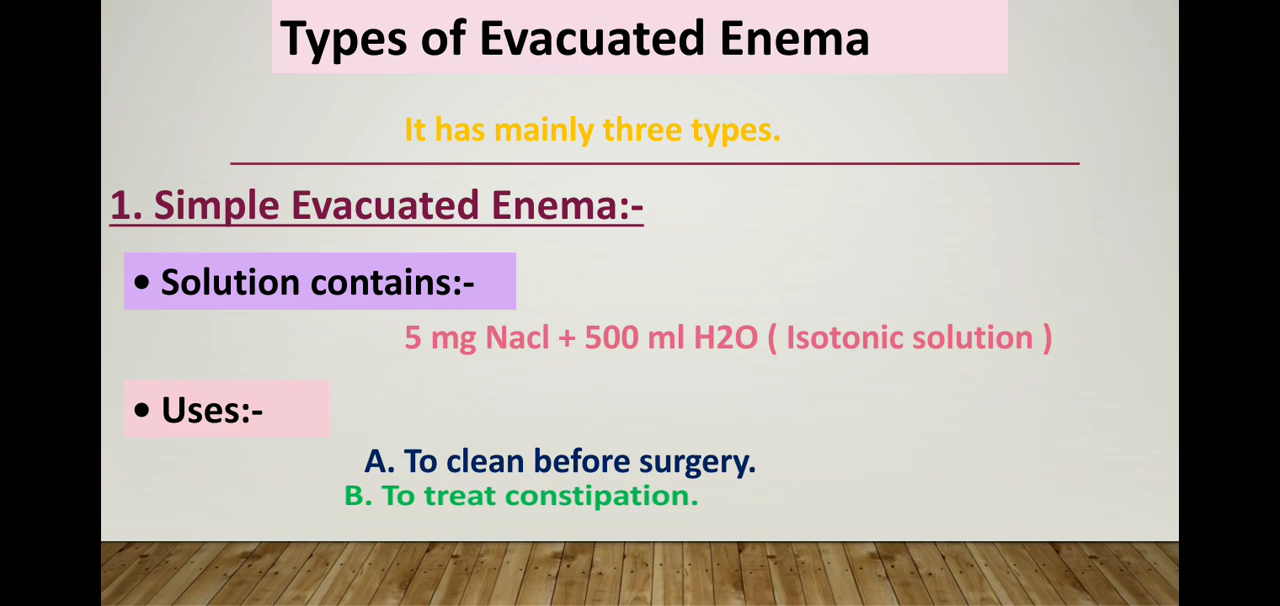 Types of Evacuated Enema
It has mainly three types.
1. Simple Evacuated Enema:-
• Solution contains:-
5 mg Nacl + 500 ml H2O ( Isotonic solution )
• Uses:-
A. To clean before surgery.
B. To treat constipation.